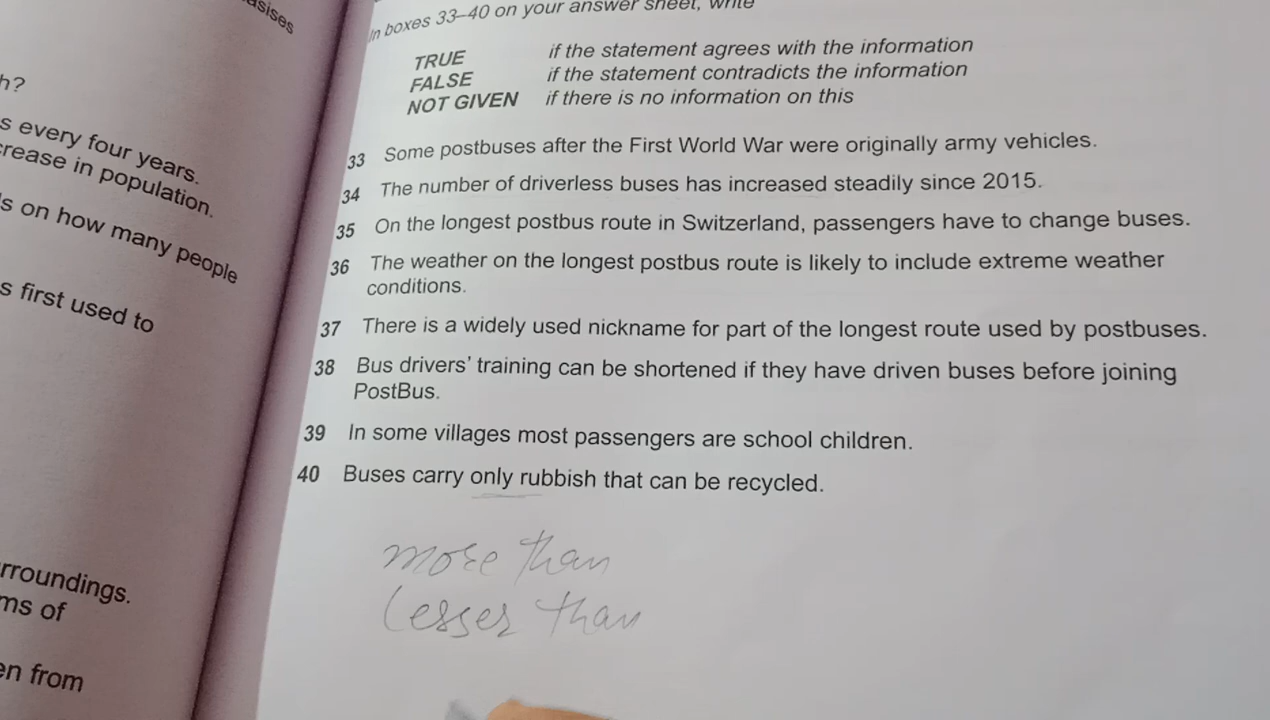 asises
h?
s every four years.
crease in population.
s on how many people
s first used to
rroundings.
ms of
en from
In boxes 33–40 on your answer sheet, write
TRUE if the statement agrees with the information
FALSE if the statement contradicts the information
NOT GIVEN if there is no information on this
33 Some postbuses after the First World War were originally army vehicles.
34 The number of driverless buses has increased steadily since 2015.
35 On the longest postbus route in Switzerland, passengers have to change buses.
36 The weather on the longest postbus route is likely to include extreme weather
conditions.
37 There is a widely used nickname for part of the longest route used by postbuses.
38 Bus drivers' training can be shortened if they have driven buses before joining
PostBus.
39 In some villages most passengers are school children.
40 Buses carry only rubbish that can be recycled.
more than
lesser than